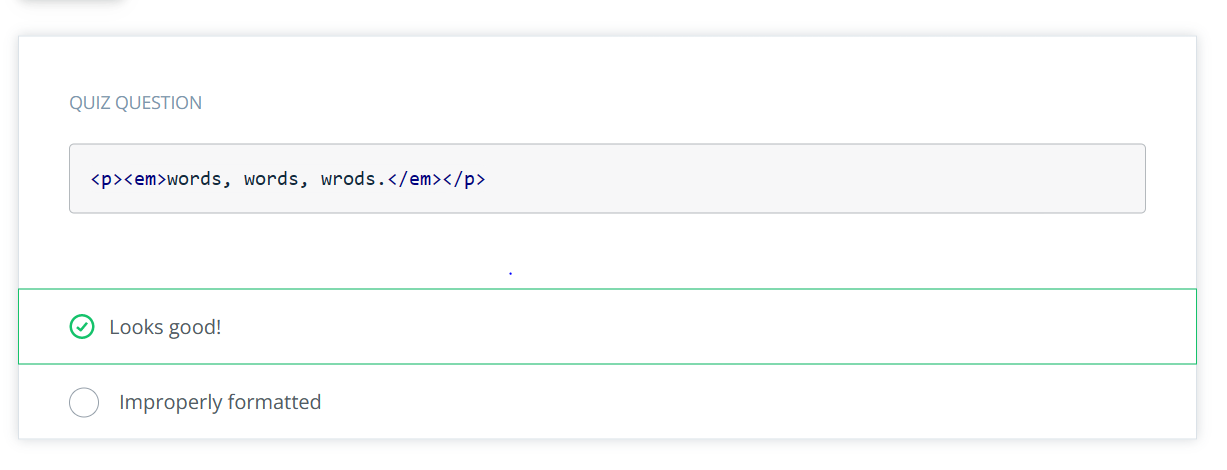 QUIZ QUESTION
<p><em>words, words, wrods.</em></p>
Looks good!
Improperly formatted